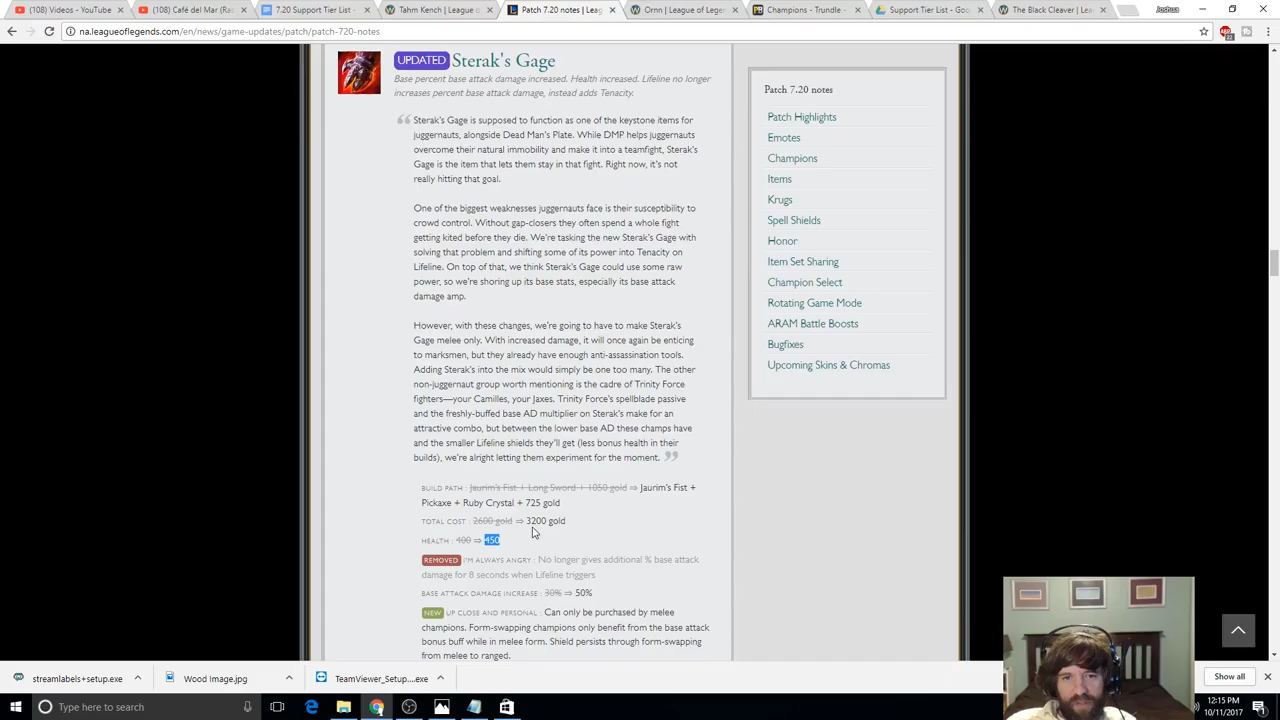 (108) Videos - YouTube
(108) Café del Mar (Ra
7.20 Support Tier List -
Tahm Kench | League o
Patch 7.20 notes | Leag
Ornn | League of Leger
Champions - Trundle -
Support Tier List - Goo
The Black Cleaver | Lea
Joshua
na.leagueoflegends.com/en/news/game-updates/patch/patch-720-notes
22
UPDATED Sterak's Gage
Base percent base attack damage increased. Health increased. Lifeline no longer
increases percent base attack damage, instead adds Tenacity.
Sterak's Gage is supposed to function as one of the keystone items for
juggernauts, alongside Dead Man's Plate. While DMP helps juggernauts
overcome their natural immobility and make it into a teamfight, Sterak's
Gage is the item that lets them stay in that fight. Right now, it's not
really hitting that goal.
One of the biggest weaknesses juggernauts face is their susceptibility to
crowd control. Without gap-closers they often spend a whole fight
getting kited before they die. We're tasking the new Sterak's Gage with
solving that problem and shifting some of its power into Tenacity on
Lifeline. On top of that, we think Sterak's Gage could use some raw
power, so we're shoring up its base stats, especially its base attack
damage amp.
However, with these changes, we're going to have to make Sterak's
Gage melee only. With increased damage, it will once again be enticing
to marksmen, but they already have enough anti-assassination tools.
Adding Sterak's into the mix would simply be one too many. The other
non-juggernaut group worth mentioning is the cadre of Trinity Force
fighters—your Camilles, your Jaxes. Trinity Force's spellblade passive
and the freshly-buffed base AD multiplier on Sterak's make for an
attractive combo, but between the lower base AD these champs have
and the smaller Lifeline shields they'll get (less bonus health in their
builds), we're alright letting them experiment for the moment.
BUILD PATH : Jaurim's Fist + Long Sword + 1050 gold ⇒ Jaurim's Fist +
Pickaxe + Ruby Crystal + 725 gold
TOTAL COST : 2600 gold ⇒ 3200 gold
HEALTH : 400 ⇒ 450
REMOVED I'M ALWAYS ANGRY : No longer gives additional % base attack
damage for 8 seconds when Lifeline triggers
BASE ATTACK DAMAGE INCREASE : 30% ⇒ 50%
NEW UP CLOSE AND PERSONAL : Can only be purchased by melee
champions. Form-swapping champions only benefit from the base attack
bonus buff while in melee form. Shield persists through form-swapping
from melee to ranged.
Patch 7.20 notes
Patch Highlights
Emotes
Champions
Items
Krugs
Spell Shields
Honor
Item Set Sharing
Champion Select
Rotating Game Mode
ARAM Battle Boosts
Bugfixes
Upcoming Skins & Chromas
streamlabels+setup.exe
Wood Image.jpg
TeamViewer_Setup....exe
Show all
Type here to search
12:15 PM
10/11/2017
1